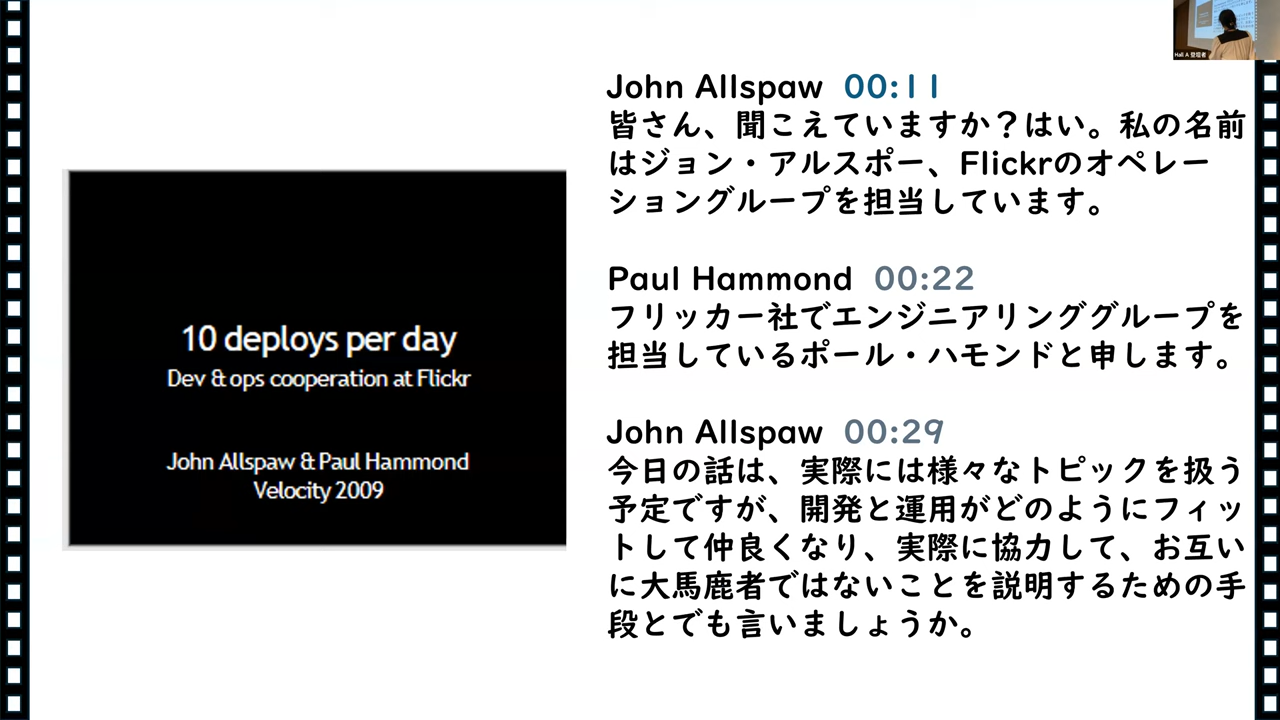 10 deploys per day
Dev & ops cooperation at Flickr
John Allspaw & Paul Hammond
Velocity 2009
John Allspaw 00:11
皆さん、聞こえていますか？はい。私の名前
はジョン・アルスポー、Flickrのオペレー
ショングループを担当しています。
Paul Hammond 00:22
フリッカー社でエンジニアリンググループを
担当しているポール・ハモンドと申します。
John Allspaw 00:29
今日の話は、実際には様々なトピックを扱う
予定ですが、開発と運用がどのようにフィッ
トして仲良くなり、実際に協力して、お互い
に大馬鹿者ではないことを説明するための手
段とでも言いましょうか。
Hall A 登壇者